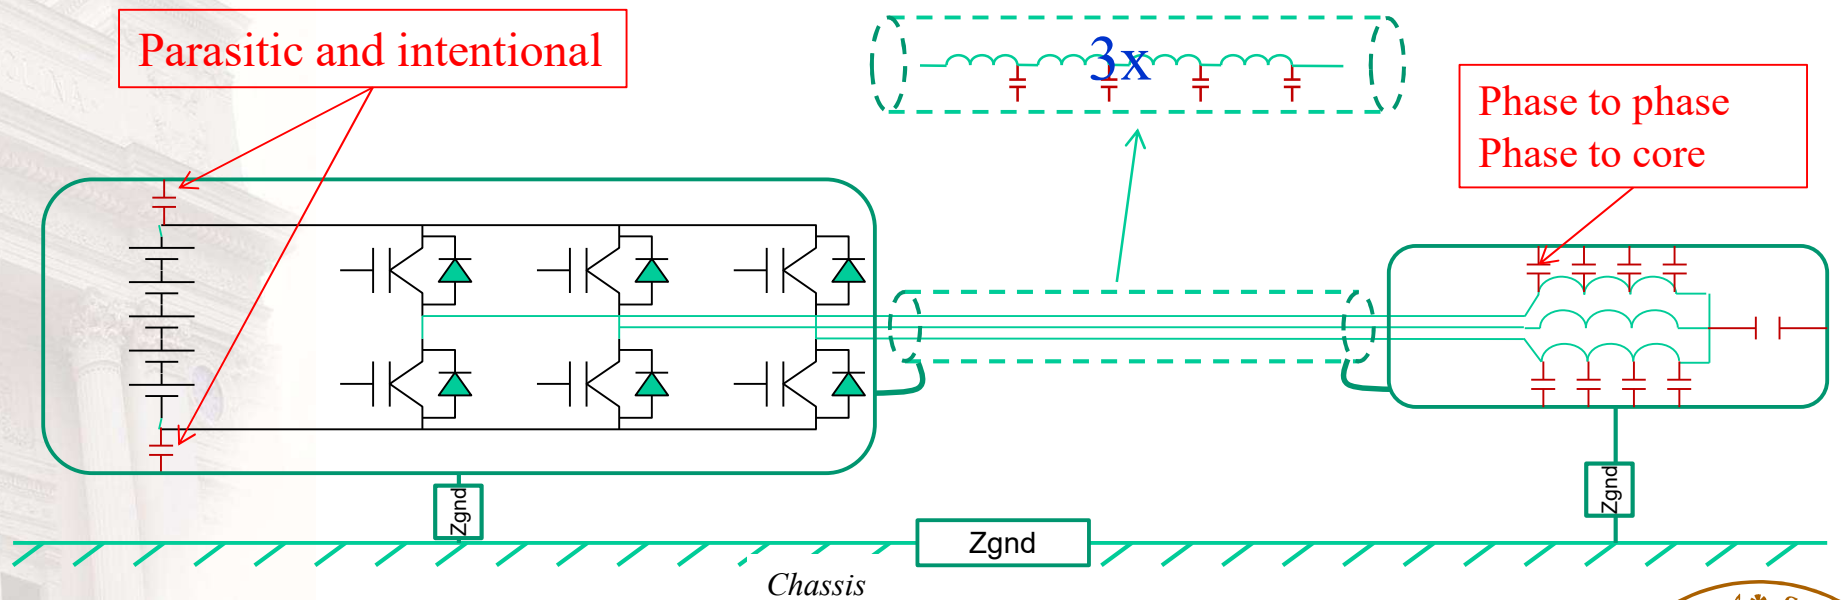 Parasitic and intentional
3x
Phase to phase
Phase to core
Zgnd
Zgnd
Zgnd
Chassis